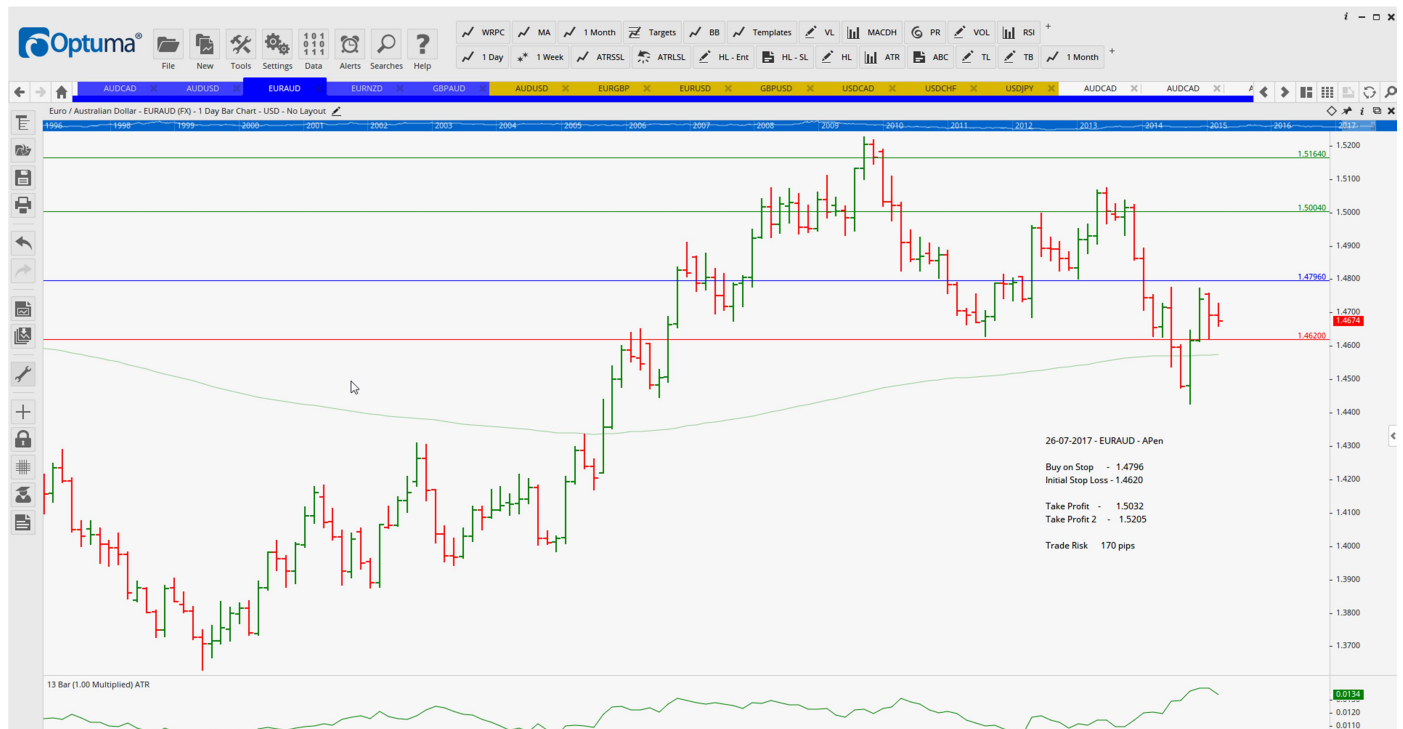 i
Optuma®
File New Tools Settings Data Alerts Searches Help
101
010
111
WRPC MA 1 Month Targets BB Templates VL MACDH PR VOL RSI +
1 Day 1 Week ATRSSL ATRLSL HL - Ent HL - SL HL ATR ABC TL TB 1 Month +
AUDCAD AUDUSD EURAUD EURNZD GBPAUD AUDUSD EURGBP EURUSD GBPUSD USDCAD USDCHF USDJPY AUDCAD AUDCAD
Euro / Australian Dollar - EURAUD (FX) - 1 Day Bar Chart - USD - No Layout
1996 1998 1999 2000 2001 2002 2003 2004 2005 2006 2007 2008 2009 2010 2011 2012 2013 2014 2015 2016 2017
1.5200
1.51640
1.5100
1.50040
1.5000
1.4900
1.47960
1.4800
1.4700
1.4674
1.46200
1.4600
1.4500
1.4400
1.4300
1.4200
1.4100
1.4000
1.3900
1.3800
1.3700
26-07-2017 - EURAUD - APen
Buy on Stop - 1.4796
Initial Stop Loss - 1.4620
Take Profit - 1.5032
Take Profit 2 - 1.5205
Trade Risk 170 pips
13 Bar (1.00 Multiplied) ATR
0.0134
0.0120
0.0110